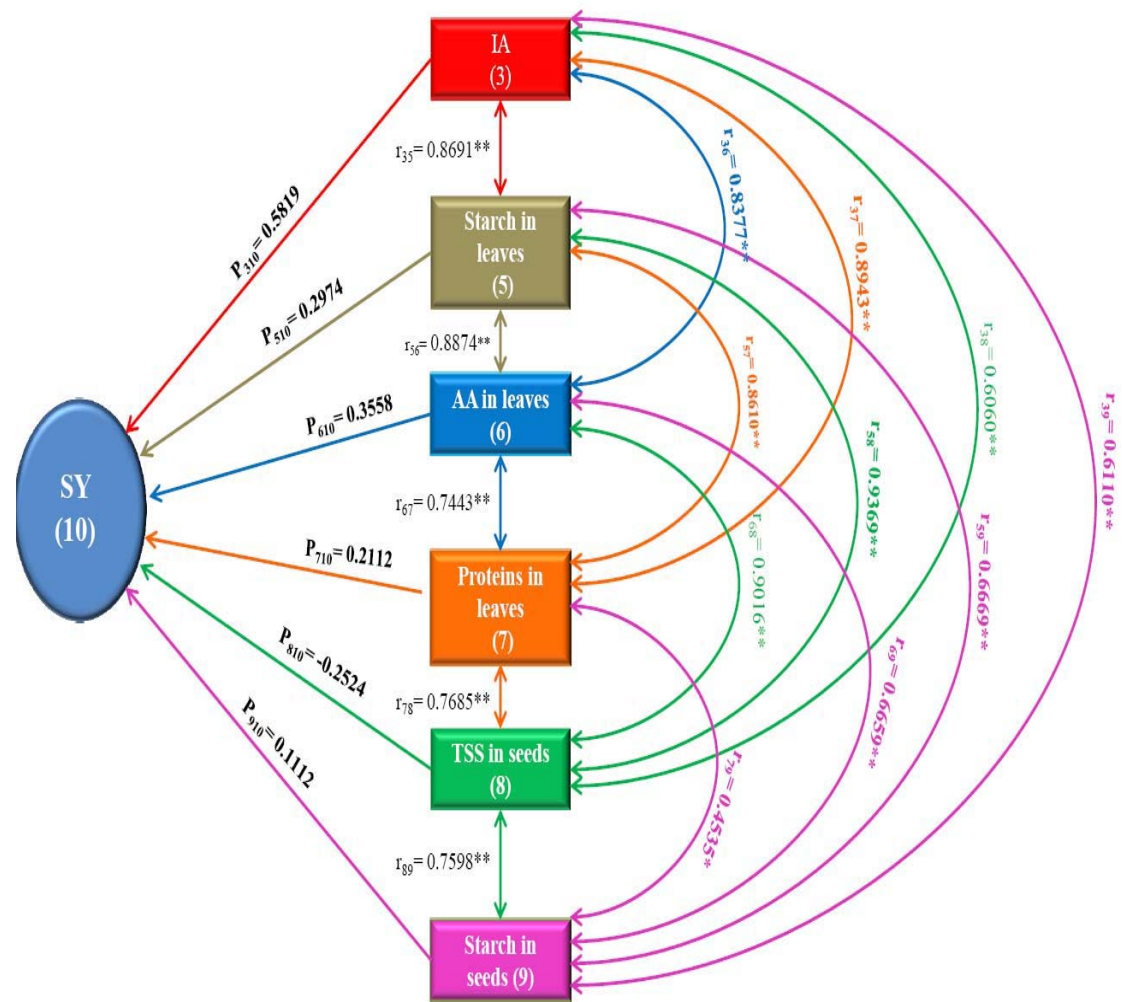 IA
(3)
r₃₅= 0.8691**
Starch in
leaves
(5)
r₅₆= 0.8874**
AA in leaves
(6)
r₆₇= 0.7443**
Proteins in
leaves
(7)
r₇₈= 0.7685**
TSS in seeds
(8)
r₈₉= 0.7598**
Starch in
seeds (9)
SY
(10)
P₃₁₀= 0.5819
P₅₁₀= 0.2974
P₆₁₀= 0.3558
P₇₁₀= 0.2112
P₈₁₀= -0.2524
P₉₁₀= 0.1112
r₃₆= 0.8377**
r₃₇= 0.8943**
r₃₈= 0.6060**
r₃₉= 0.6110**
r₅₇= 0.8610**
r₅₈= 0.9369**
r₅₉= 0.6669**
r₆₈= 0.9016**
r₆₉= 0.6659**
r₇₉= 0.4535*